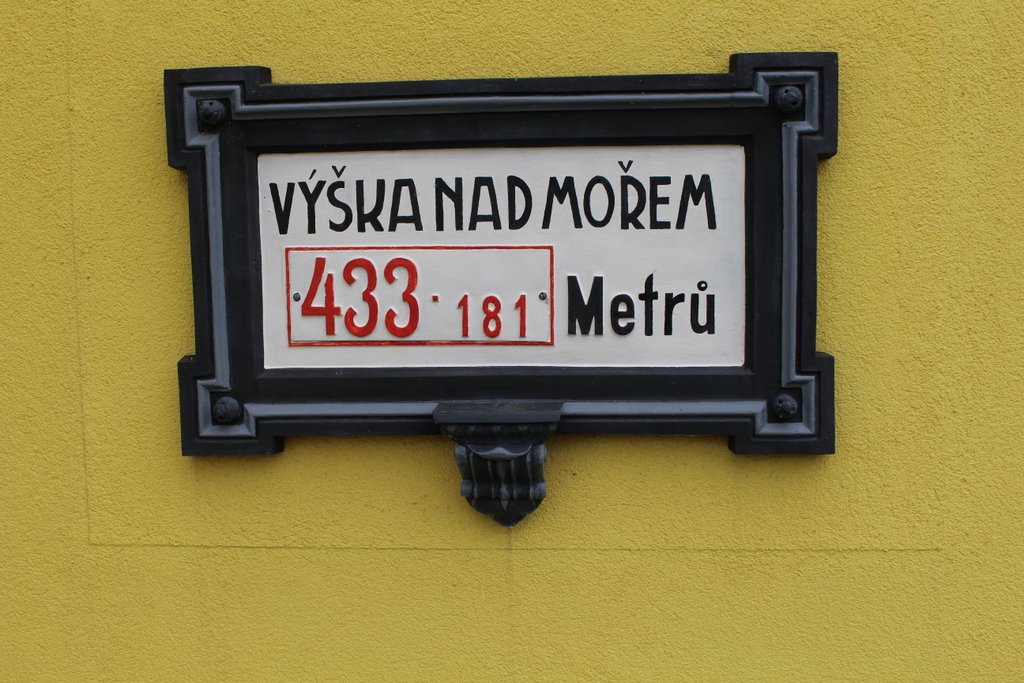 VÝŠKA NAD MOŘEM
433.181 Metrů